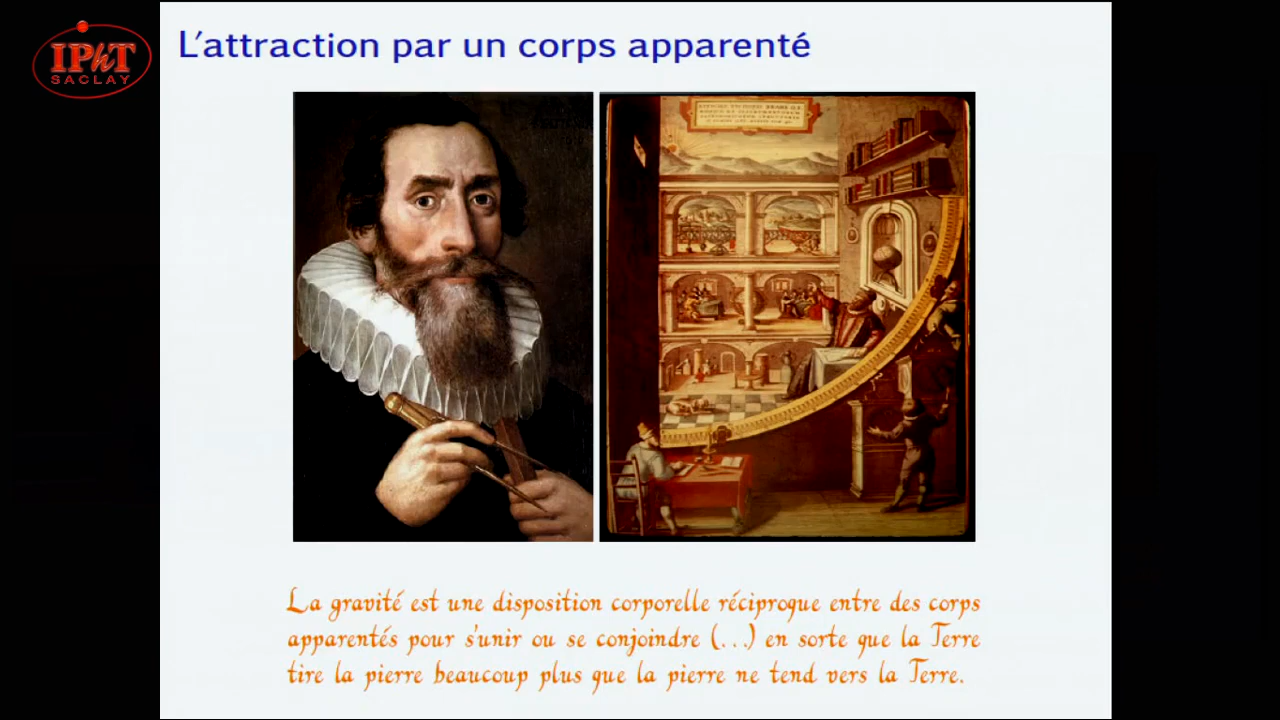 IPhT
SACLAY
L'attraction par un corps apparenté
La gravité est une disposition corporelle réciproque entre des corps
apparentés pour s'unir ou se conjoindre (...) en sorte que la Terre
tire la pierre beaucoup plus que la pierre ne tend vers la Terre.